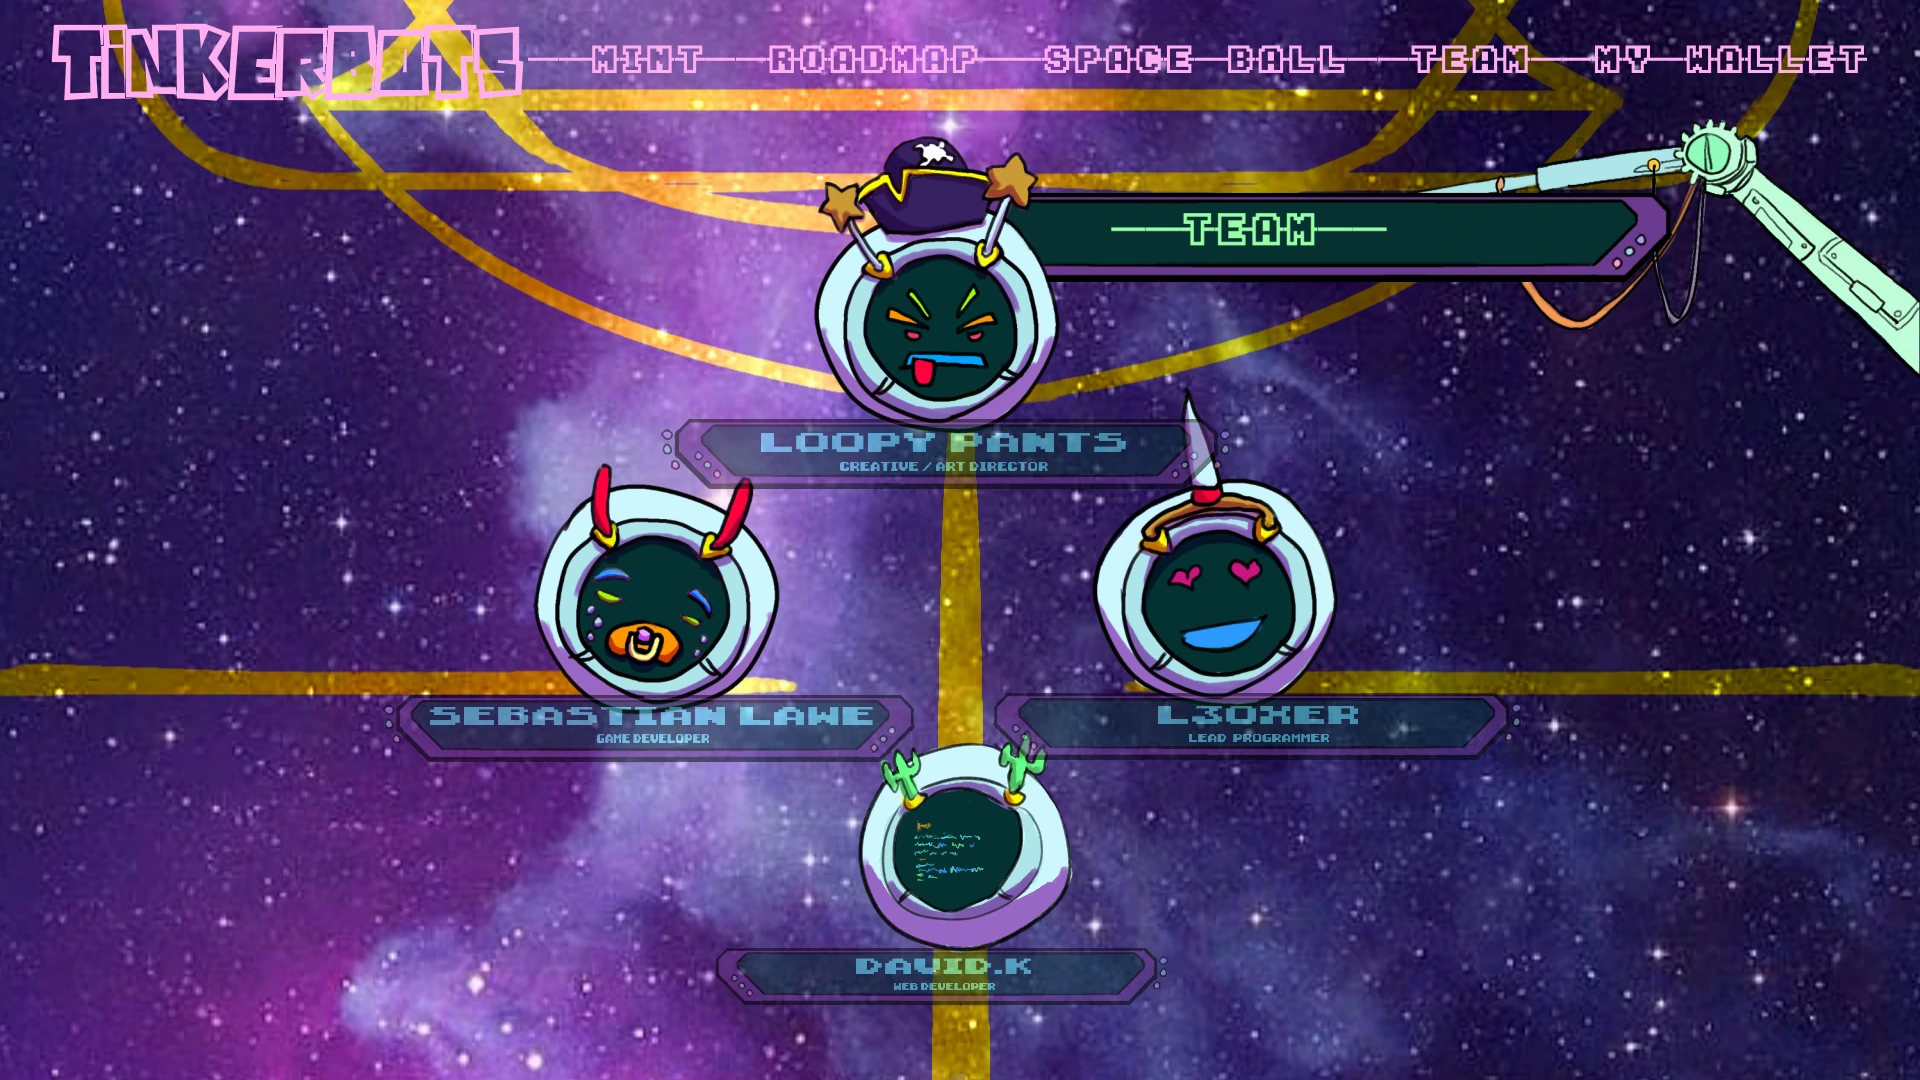 TiNKERBOTS
MINT ROADMAP SPACE BALL TEAM MY WALLET
TEAM
LOOPY PANTS
CREATIVE / ART DIRECTOR
SEBASTIAN LAWE
GAME DEVELOPER
L3OXER
LEAD PROGRAMMER
DAVID.K
WEB DEVELOPER